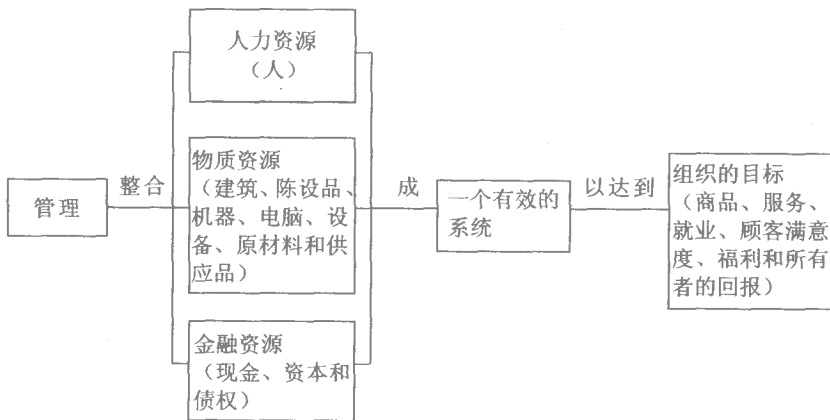 人力资源
（人）
管理
整合
物质资源
（建筑、陈设品、
机器、电脑、设
备、原材料和供
应品）
成
一个有效的
系统
以达到
组织的目标
（商品、服务、
就业、顾客满意
度、福利和所有
者的回报）
金融资源
（现金、资本和
债权）